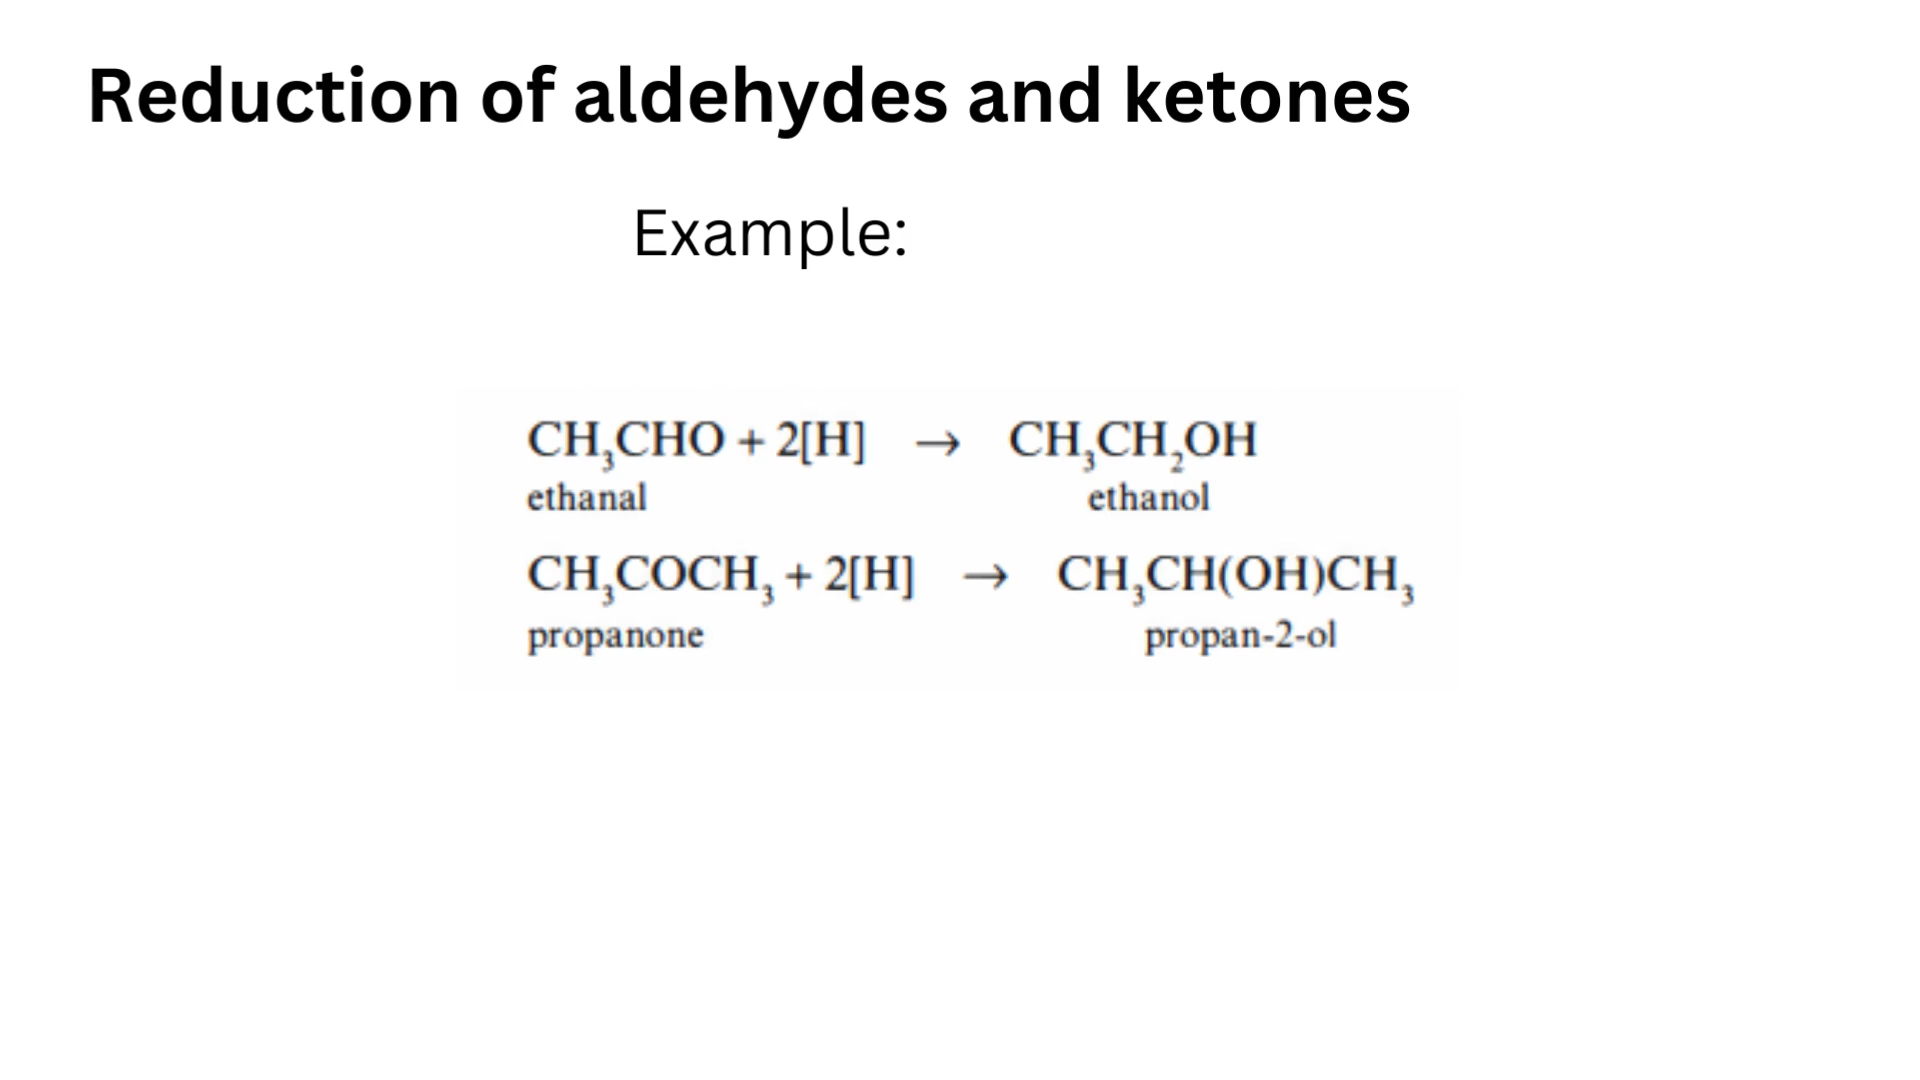 Reduction of aldehydes and ketones
Example:
CH₃CHO + 2[H] → CH₃CH₂OH
ethanal ethanol
CH₃COCH₃ + 2[H] → CH₃CH(OH)CH₃
propanone propan-2-ol